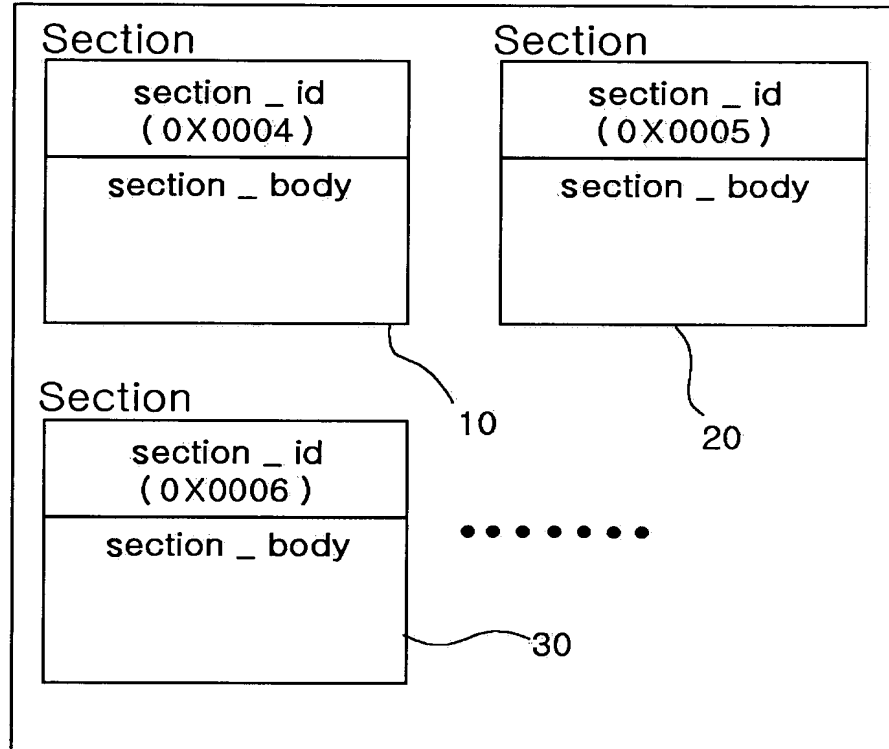 Section
section _ id
( 0X0004 )
section _ body
10
Section
section _ id
( 0X0005 )
section _ body
20
Section
section _ id
( 0X0006 )
section _ body
30